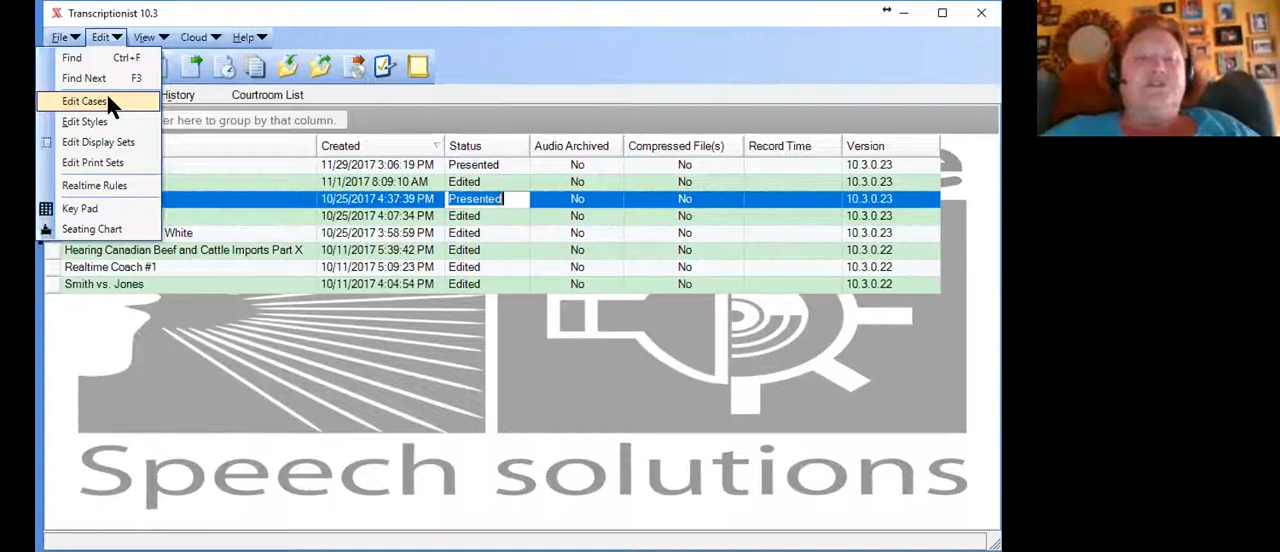 Transcriptionist 10.3
File Edit View Cloud Help
Find Ctrl+F
Find Next F3
Edit Cases
Edit Styles
Edit Display Sets
Edit Print Sets
Realtime Rules
Key Pad
Seating Chart
History Courtroom List
er here to group by that column.
Created Status Audio Archived Compressed File(s) Record Time Version
11/29/2017 3:06:19 PM Presented No No 10.3.0.23
11/1/2017 8:09:10 AM Edited No No 10.3.0.23
10/25/2017 4:37:39 PM Presented No No 10.3.0.23
10/25/2017 4:07:34 PM Edited No No 10.3.0.23
White 10/25/2017 3:58:59 PM Edited No No 10.3.0.23
Hearing Canadian Beef and Cattle Imports Part X 10/11/2017 5:39:42 PM Edited No No 10.3.0.22
Realtime Coach #1 10/11/2017 5:09:23 PM Edited No No 10.3.0.22
Smith vs. Jones 10/11/2017 4:04:54 PM Edited No No 10.3.0.22
Speech solutions